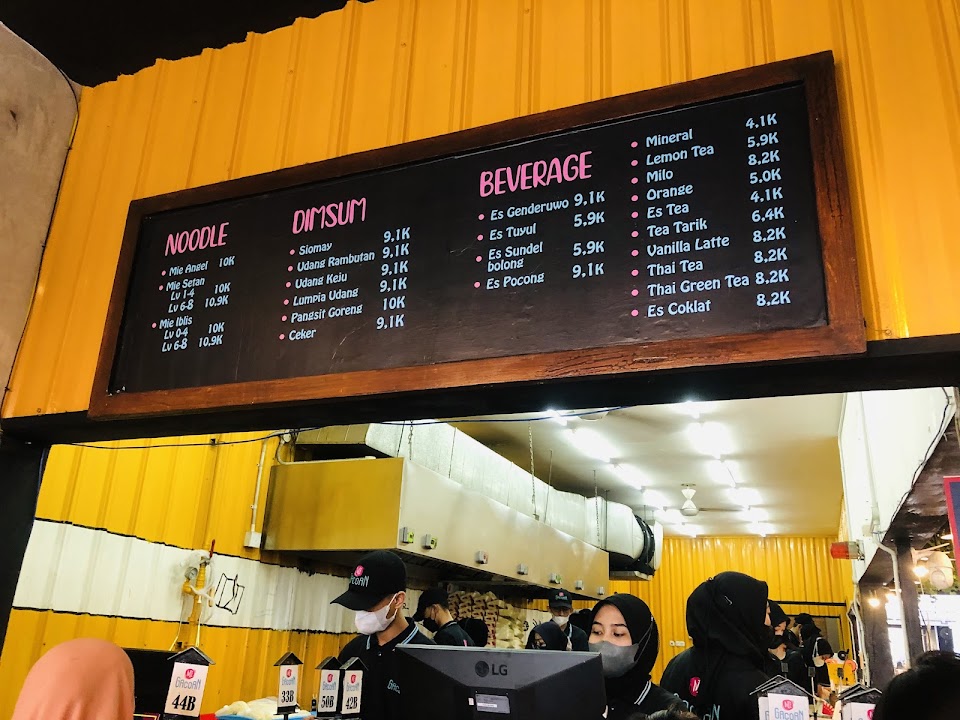 NOODLE
Mie Angel 10K
Mie Setan
Lv 1-4 10K
Lv 6-8 10.9K
Mie Iblis
Lv 0-4 10K
Lv 6-8 10.9K
DIMSUM
Siomay 9,1K
Udang Rambutan 9,1K
Udang Keju 9,1K
Lumpia Udang 9,1K
Pangsit Goreng 10K
Ceker 9,1K
BEVERAGE
Es Genderuwo 9,1K
Es Tuyul 5,9K
Es Sundel 5,9K
bolong
Es Pocong 9,1K
Mineral 4,1K
Lemon Tea 5.9K
Milo 8,2K
Orange 5.0K
Es Tea 4,1K
Tea Tarik 6.4K
Vanilla Latte 8,2K
Thai Tea 8.2K
Thai Green Tea 8.2K
Es Coklat 8.2K
GACOAN
GACOAN
LG
GACOAN
44B
33B
50B
42B